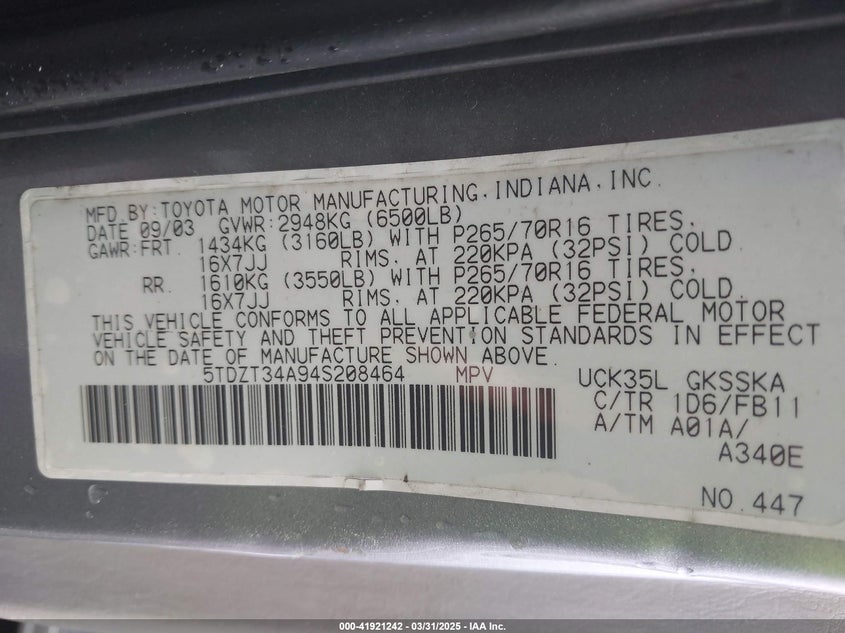 MFD. BY: TOYOTA MOTOR MANUFACTURING, INDIANA, INC.
DATE 09/03 GVWR: 2948KG (6500LB)
GAWR: FRT. 1434KG (3160LB) WITH P265/70R16 TIRES,
16X7JJ RIMS, AT 220KPA (32PSI) COLD.
RR. 1610KG (3550LB) WITH P265/70R16 TIRES,
16X7JJ RIMS, AT 220KPA (32PSI) COLD.
THIS VEHICLE CONFORMS TO ALL APPLICABLE FEDERAL MOTOR
VEHICLE SAFETY AND THEFT PREVENTION STANDARDS IN EFFECT
ON THE DATE OF MANUFACTURE SHOWN ABOVE.
5TDZT34A94S208464 MPV UCK35L GKSSKA
C/TR 1D6/FB11
A/TM A01A/
A340E
NO. 447
000-41921242 - 03/31/2025 - IAA Inc.